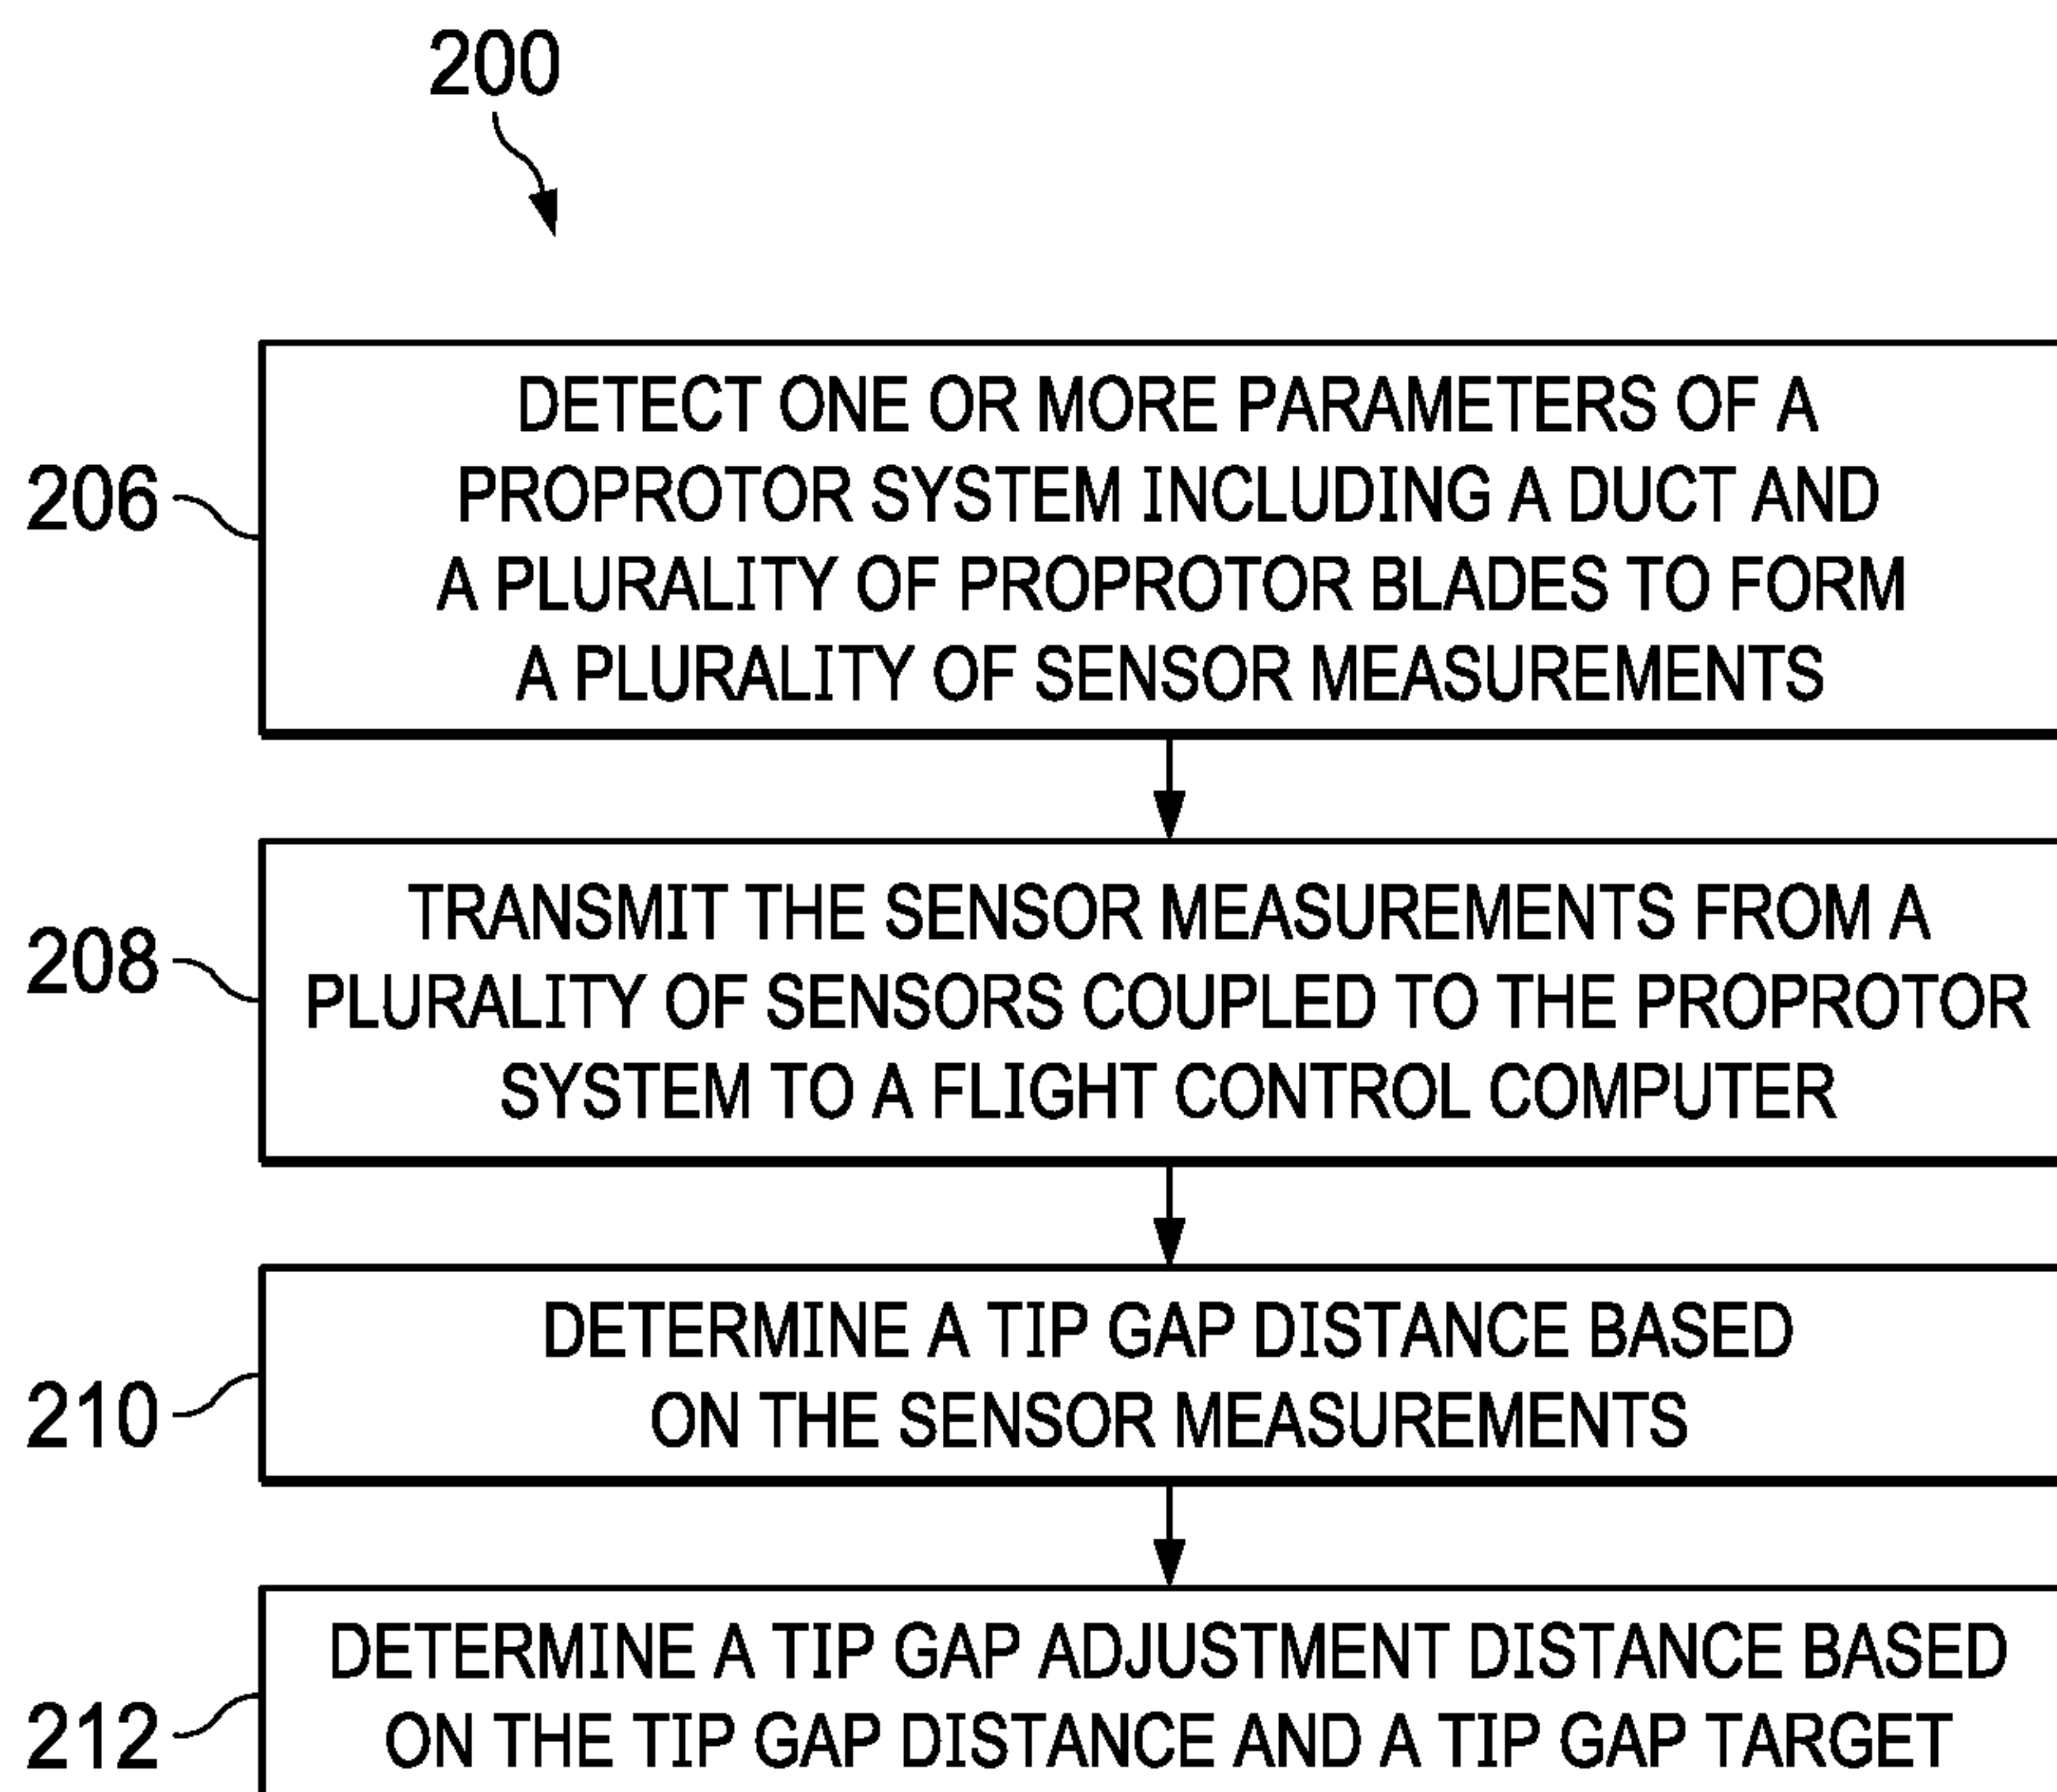 200
206
DETECT ONE OR MORE PARAMETERS OF A
PROPROTOR SYSTEM INCLUDING A DUCT AND
A PLURALITY OF PROPROTOR BLADES TO FORM
A PLURALITY OF SENSOR MEASUREMENTS
208
TRANSMIT THE SENSOR MEASUREMENTS FROM A
PLURALITY OF SENSORS COUPLED TO THE PROPROTOR
SYSTEM TO A FLIGHT CONTROL COMPUTER
210
DETERMINE A TIP GAP DISTANCE BASED
ON THE SENSOR MEASUREMENTS
212
DETERMINE A TIP GAP ADJUSTMENT DISTANCE BASED
ON THE TIP GAP DISTANCE AND A TIP GAP TARGET